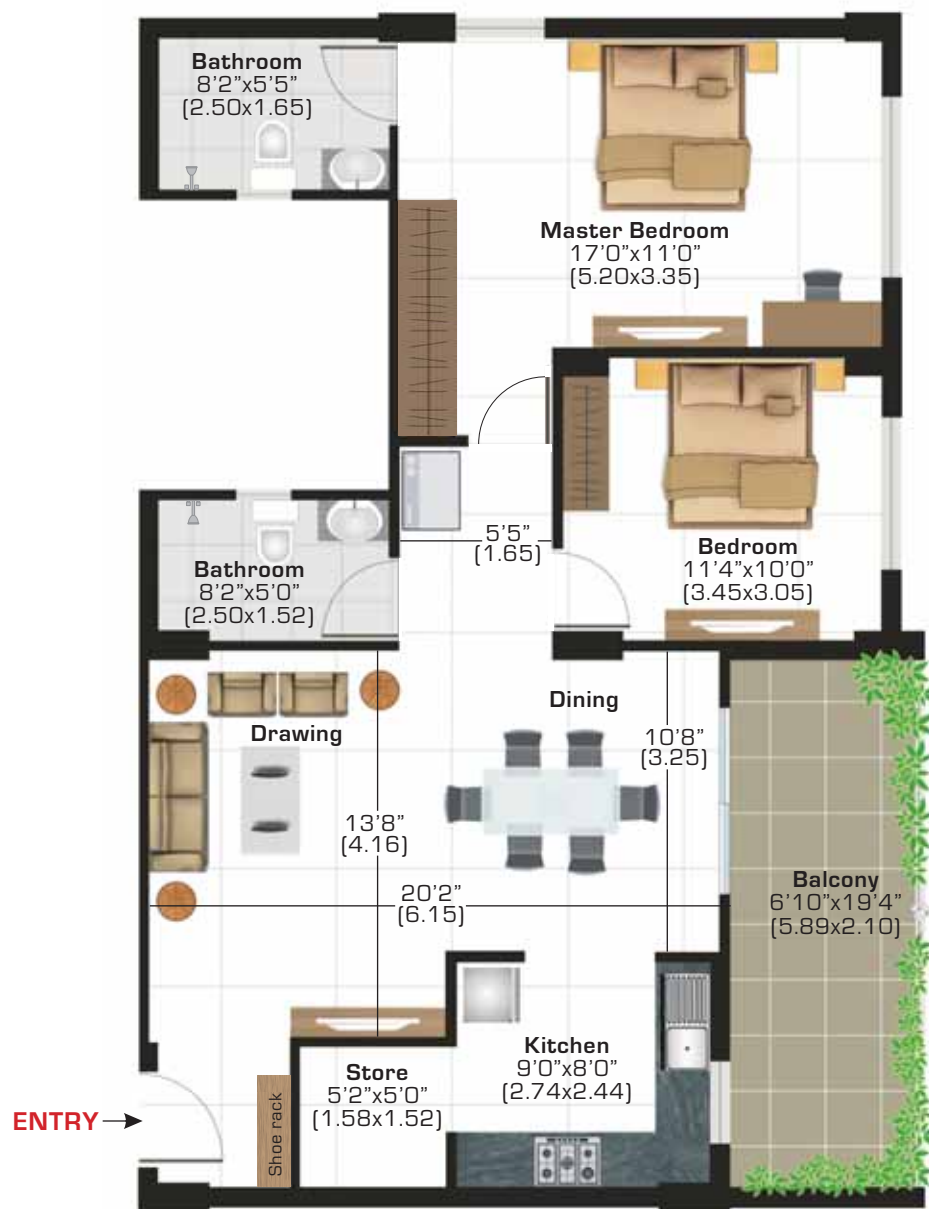 Bathroom
8'2"x5'5"
(2.50x1.65)
Master Bedroom
17'0"x11'0"
(5.20x3.35)
5'5"
(1.65)
Bedroom
11'4"x10'0"
(3.45x3.05)
Bathroom
8'2"x5'0"
(2.50x1.52)
Drawing
Dining
10'8"
(3.25)
13'8"
(4.16)
20'2"
(6.15)
Balcony
6'10"x19'4"
(5.89x2.10)
Kitchen
9'0"x8'0"
(2.74x2.44)
Store
5'2"x5'0"
(1.58x1.52)
ENTRY
Shoe rack